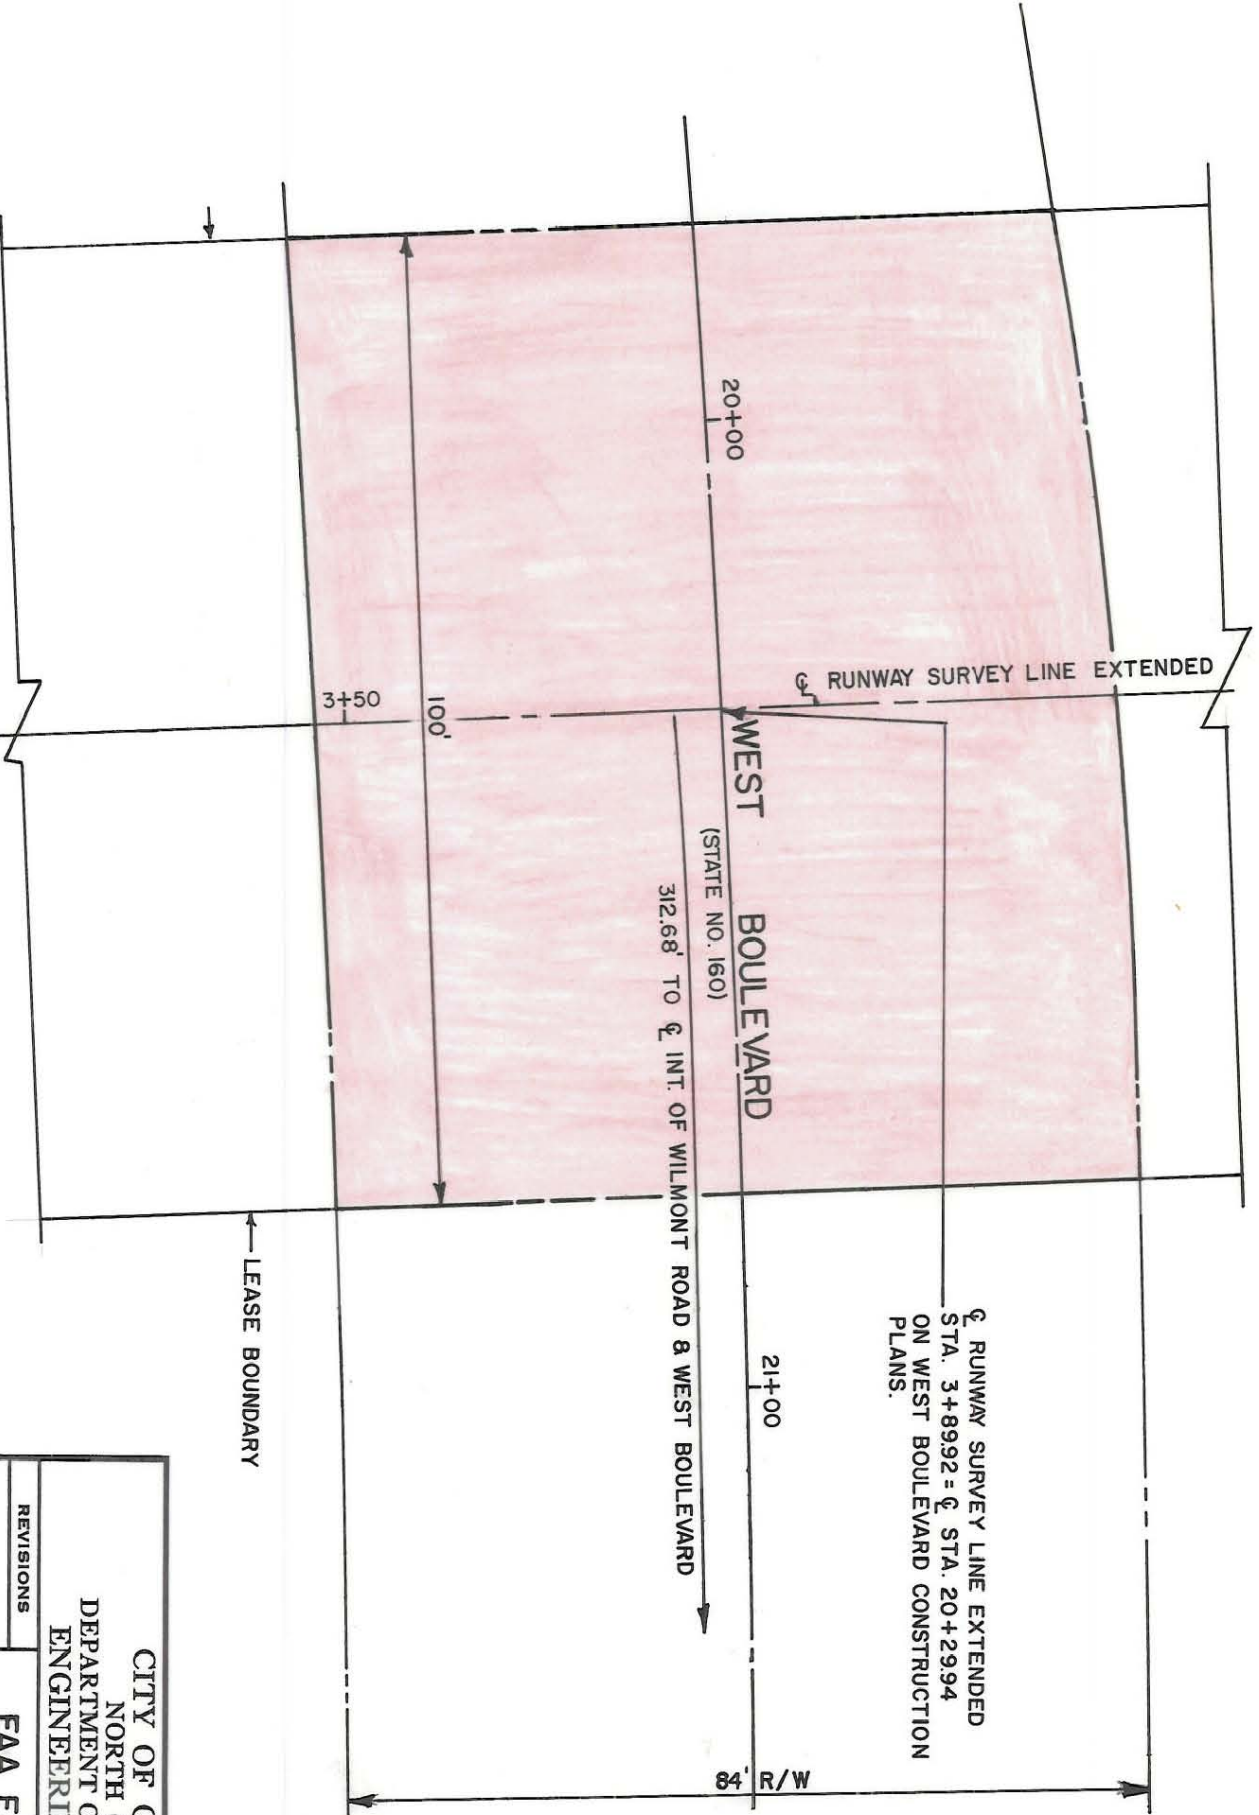 ℄ RUNWAY SURVEY LINE EXTENDED
20+00
3+50
100'
WEST BOULEVARD
(STATE NO. 160)
312.68' TO ℄ INT. OF WILMONT ROAD & WEST BOULEVARD
℄ RUNWAY SURVEY LINE EXTENDED
STA. 3+89.92 = ℄ STA. 20+29.94
ON WEST BOULEVARD CONSTRUCTION
PLANS.
21+00
84' R/W
LEASE BOUNDARY
CITY OF
NORTH
DEPARTMENT
ENGINEERI
REVISIONS
FAA F